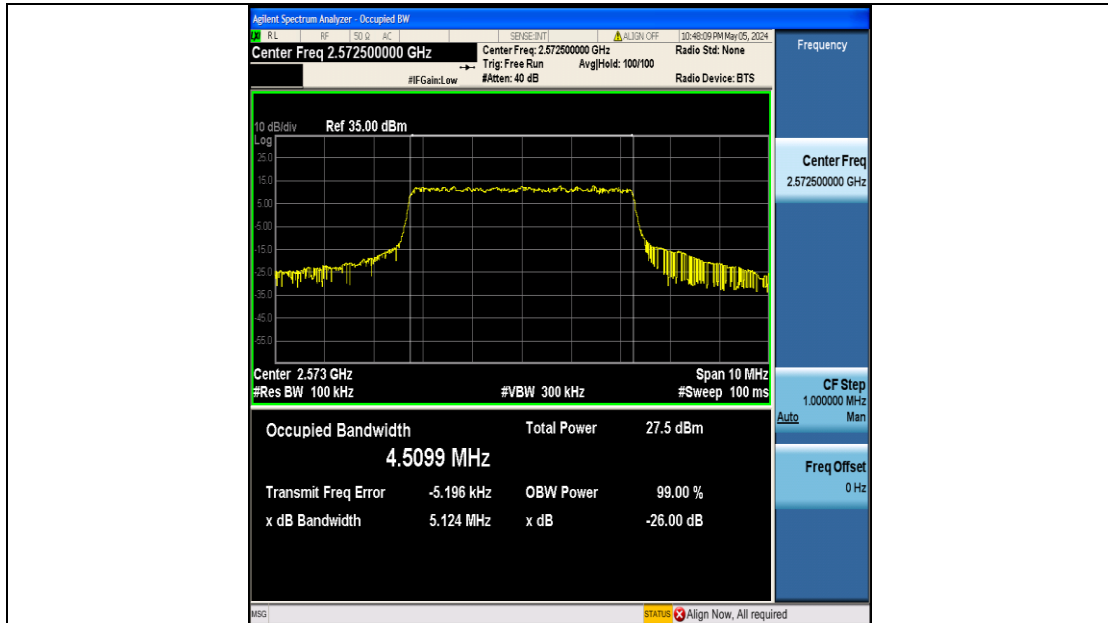 Agilent Spectrum Analyzer - Occupied BW
RL RF 50 Ω AC SENSE:INT ALIGN OFF 10:48:09 PM May 05, 2024
Center Freq 2.572500000 GHz
Center Freq: 2.572500000 GHz Radio Std: None
Trig: Free Run Avg|Hold: 100/100
#IFGain:Low #Atten: 40 dB Radio Device: BTS
Frequency
10 dB/div Ref 35.00 dBm
Log
25.0
15.0
5.00
-5.00
-15.0
-25.0
-35.0
-45.0
-55.0
Center 2.573 GHz Span 10 MHz
#Res BW 100 kHz #VBW 300 kHz #Sweep 100 ms
Occupied Bandwidth Total Power 27.5 dBm
4.5099 MHz
Transmit Freq Error -5.196 kHz OBW Power 99.00 %
x dB Bandwidth 5.124 MHz x dB -26.00 dB
Center Freq
2.572500000 GHz
CF Step
1.000000 MHz
Auto Man
Freq Offset
0 Hz
MSG STATUS Align Now, All required